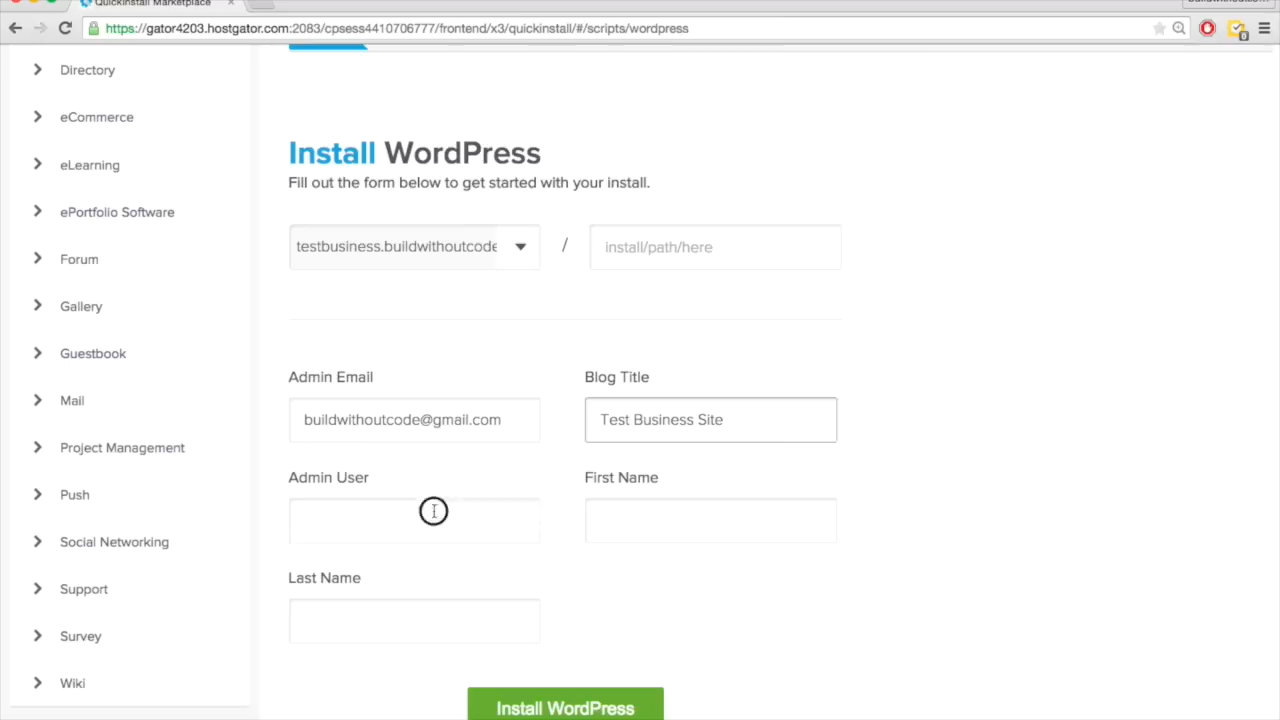 QuickInstall Marketplace
https://gator4203.hostgator.com:2083/cpsess4410706777/frontend/x3/quickinstall/#/scripts/wordpress
Directory
eCommerce
eLearning
ePortfolio Software
Forum
Gallery
Guestbook
Mail
Project Management
Push
Social Networking
Support
Survey
Wiki
Install WordPress
Fill out the form below to get started with your install.
testbusiness.buildwithoutcode / install/path/here
Admin Email Blog Title
buildwithoutcode@gmail.com Test Business Site
Admin User First Name
Last Name
Install WordPress